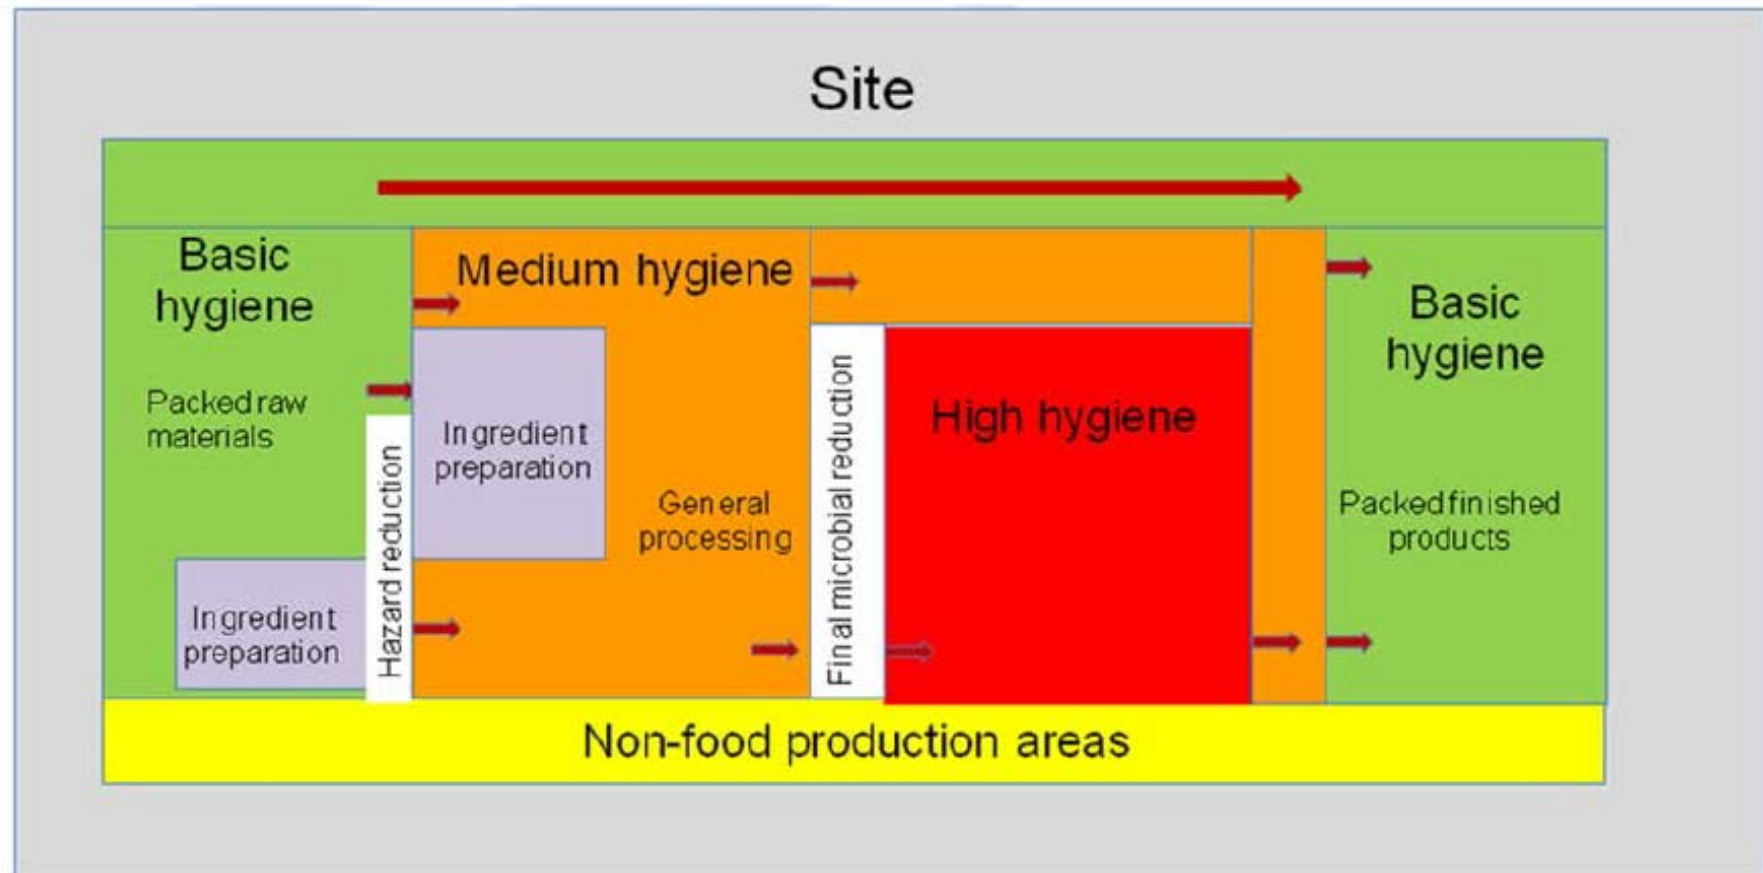 Site
Basic
hygiene
Packed raw
materials
Ingredient
preparation
Hazard reduction
Medium hygiene
Ingredient
preparation
General
processing
Final microbial reduction
High hygiene
Basic
hygiene
Packed finished
products
Non-food production areas